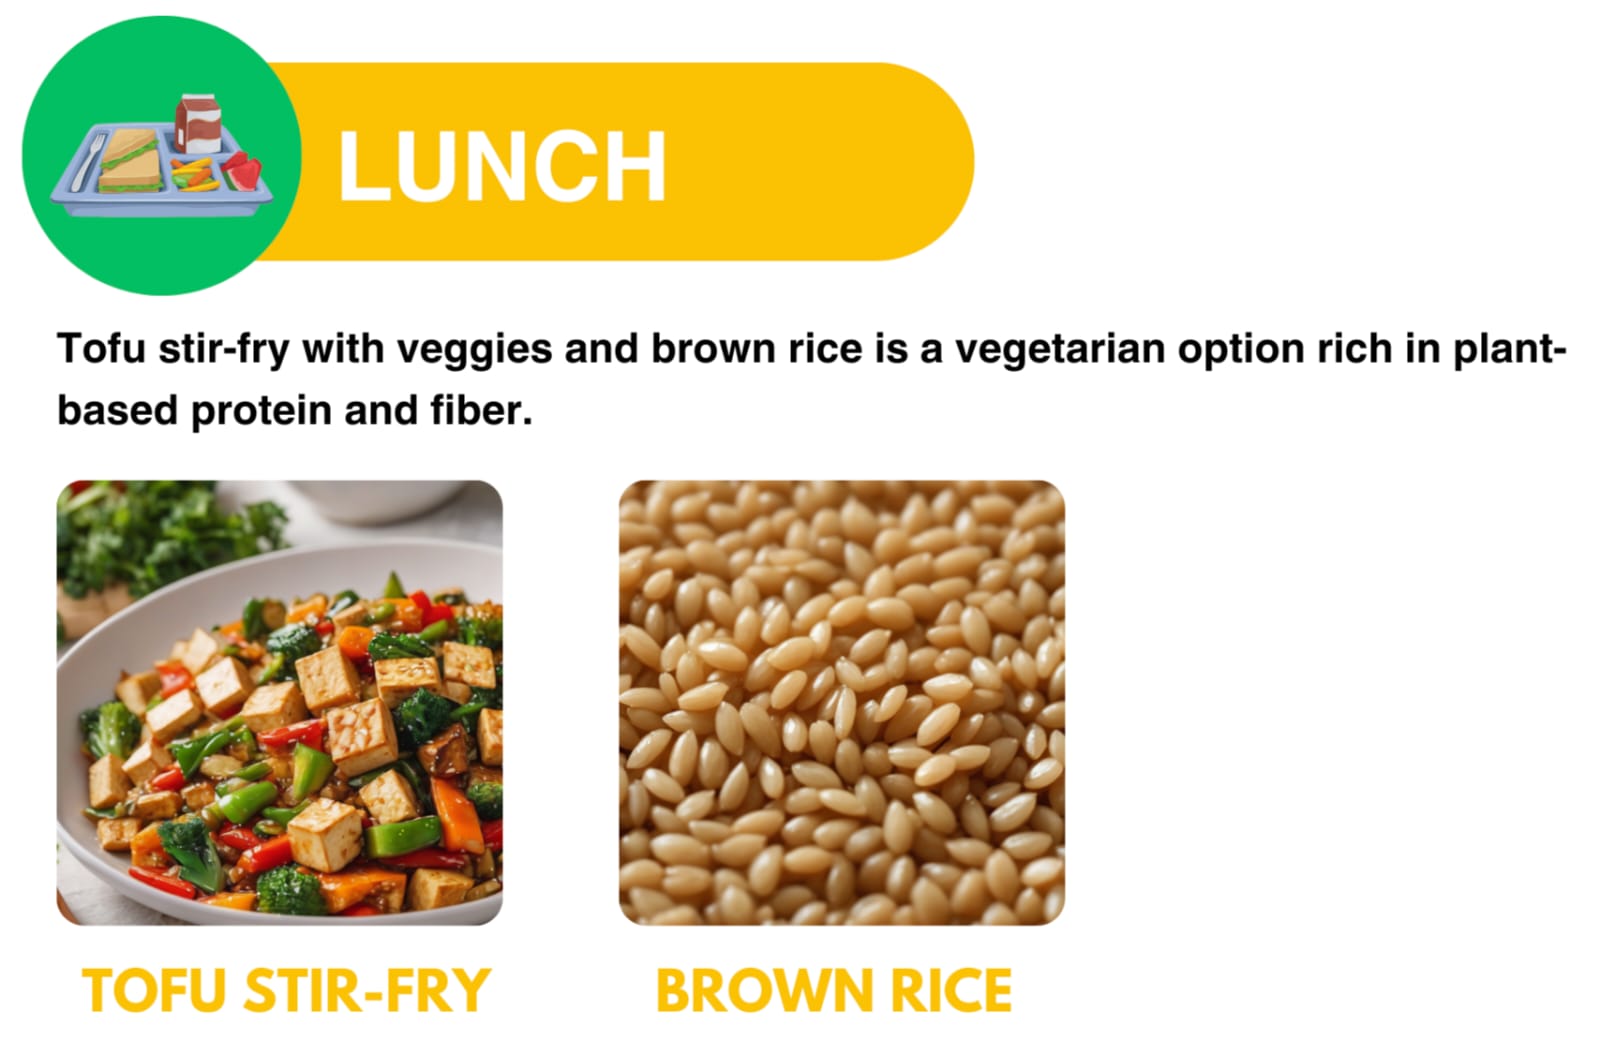 LUNCH
Tofu stir-fry with veggies and brown rice is a vegetarian option rich in plant-
based protein and fiber.
TOFU STIR-FRY
BROWN RICE